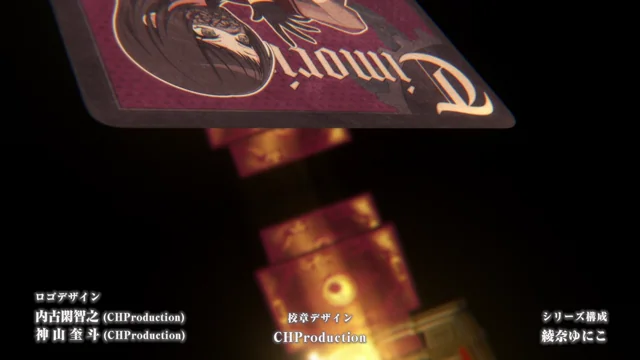 Timoris
ロゴデザイン
内古閑智之 (CHProduction)
神山奎斗 (CHProduction)
校章デザイン
CHProduction
シリーズ構成
綾奈ゆにこ